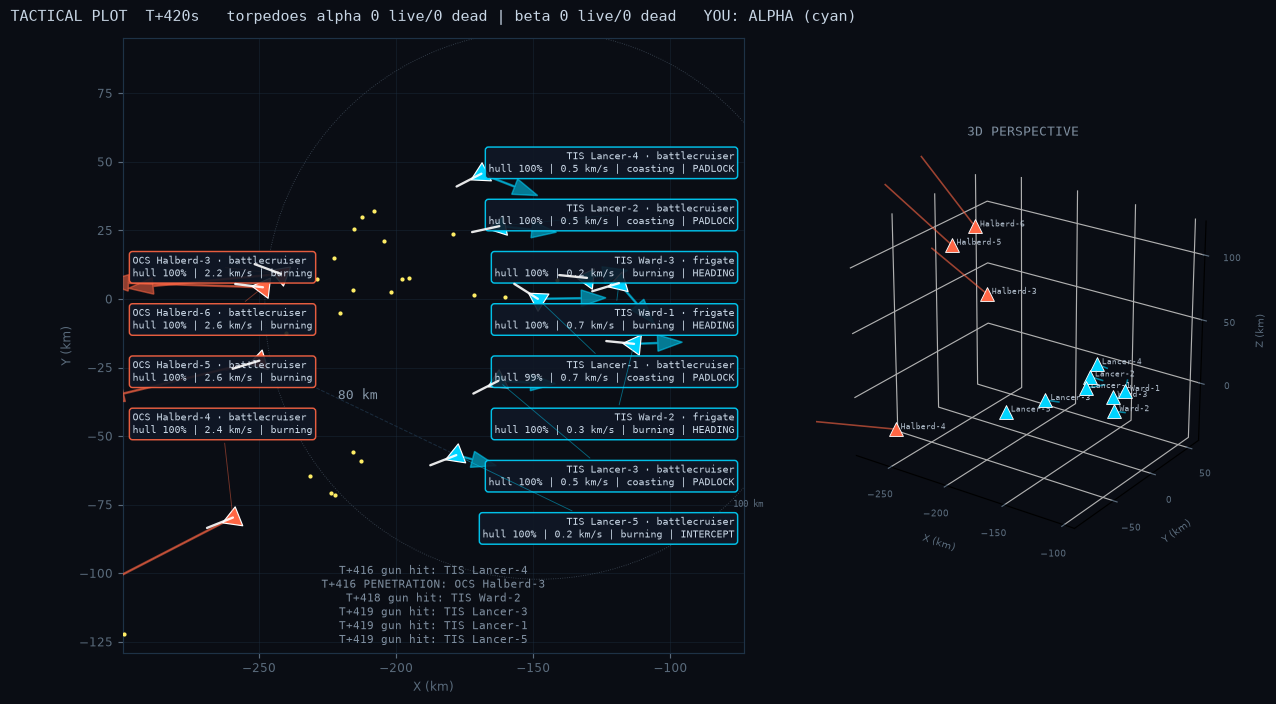 TACTICAL PLOT  T+420s   torpedoes alpha 0 live/0 dead | beta 0 live/0 dead   YOU: ALPHA (cyan)
3D PERSPECTIVE
TIS Lancer-4 · battlecruiser
hull 100% | 0.5 km/s | coasting | PADLOCK
TIS Lancer-2 · battlecruiser
hull 100% | 0.5 km/s | coasting | PADLOCK
TIS Ward-3 · frigate
hull 100% | 0.2 km/s | burning | HEADING
TIS Ward-1 · frigate
hull 100% | 0.7 km/s | burning | HEADING
TIS Lancer-1 · battlecruiser
hull 99% | 0.7 km/s | coasting | PADLOCK
TIS Ward-2 · frigate
hull 100% | 0.3 km/s | burning | HEADING
TIS Lancer-3 · battlecruiser
hull 100% | 0.5 km/s | coasting | PADLOCK
TIS Lancer-5 · battlecruiser
hull 100% | 0.2 km/s | burning | INTERCEPT
OCS Halberd-3 · battlecruiser
hull 100% | 2.2 km/s | burning
OCS Halberd-6 · battlecruiser
hull 100% | 2.6 km/s | burning
OCS Halberd-5 · battlecruiser
hull 100% | 2.6 km/s | burning
OCS Halberd-4 · battlecruiser
hull 100% | 2.4 km/s | burning
80 km
100 km
T+416 gun hit: TIS Lancer-4
T+416 PENETRATION: OCS Halberd-3
T+418 gun hit: TIS Ward-2
T+419 gun hit: TIS Lancer-3
T+419 gun hit: TIS Lancer-1
T+419 gun hit: TIS Lancer-5
75
50
25
0
−25
−50
−75
−100
−125
Y (km)
−250
−200
−150
−100
X (km)
Halberd-6
Halberd-5
Halberd-3
Halberd-4
Lancer-4
Lancer-2
Lancer-3
Ward-1
Ward-2
100
50
0
Z (km)
−250
−200
−150
−100
X (km)
50
0
−50
Y (km)